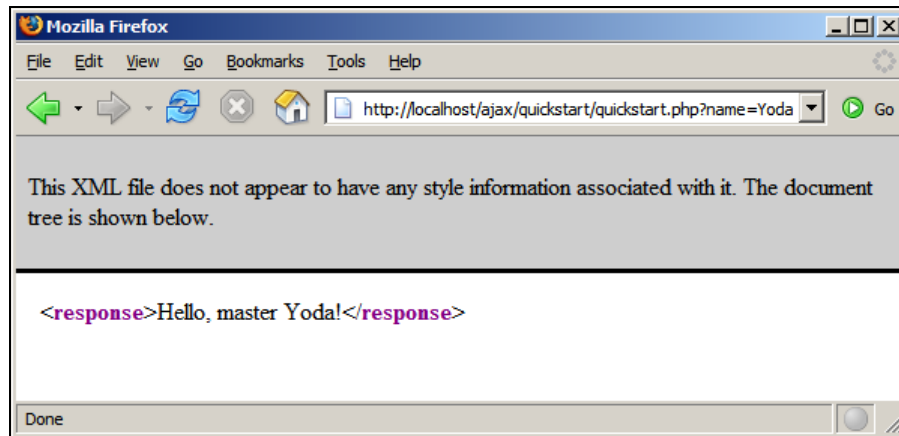 Mozilla Firefox
File Edit View Go Bookmarks Tools Help
http://localhost/ajax/quickstart/quickstart.php?name=Yoda Go
This XML file does not appear to have any style information associated with it. The document
tree is shown below.
<response>Hello, master Yoda!</response>
Done